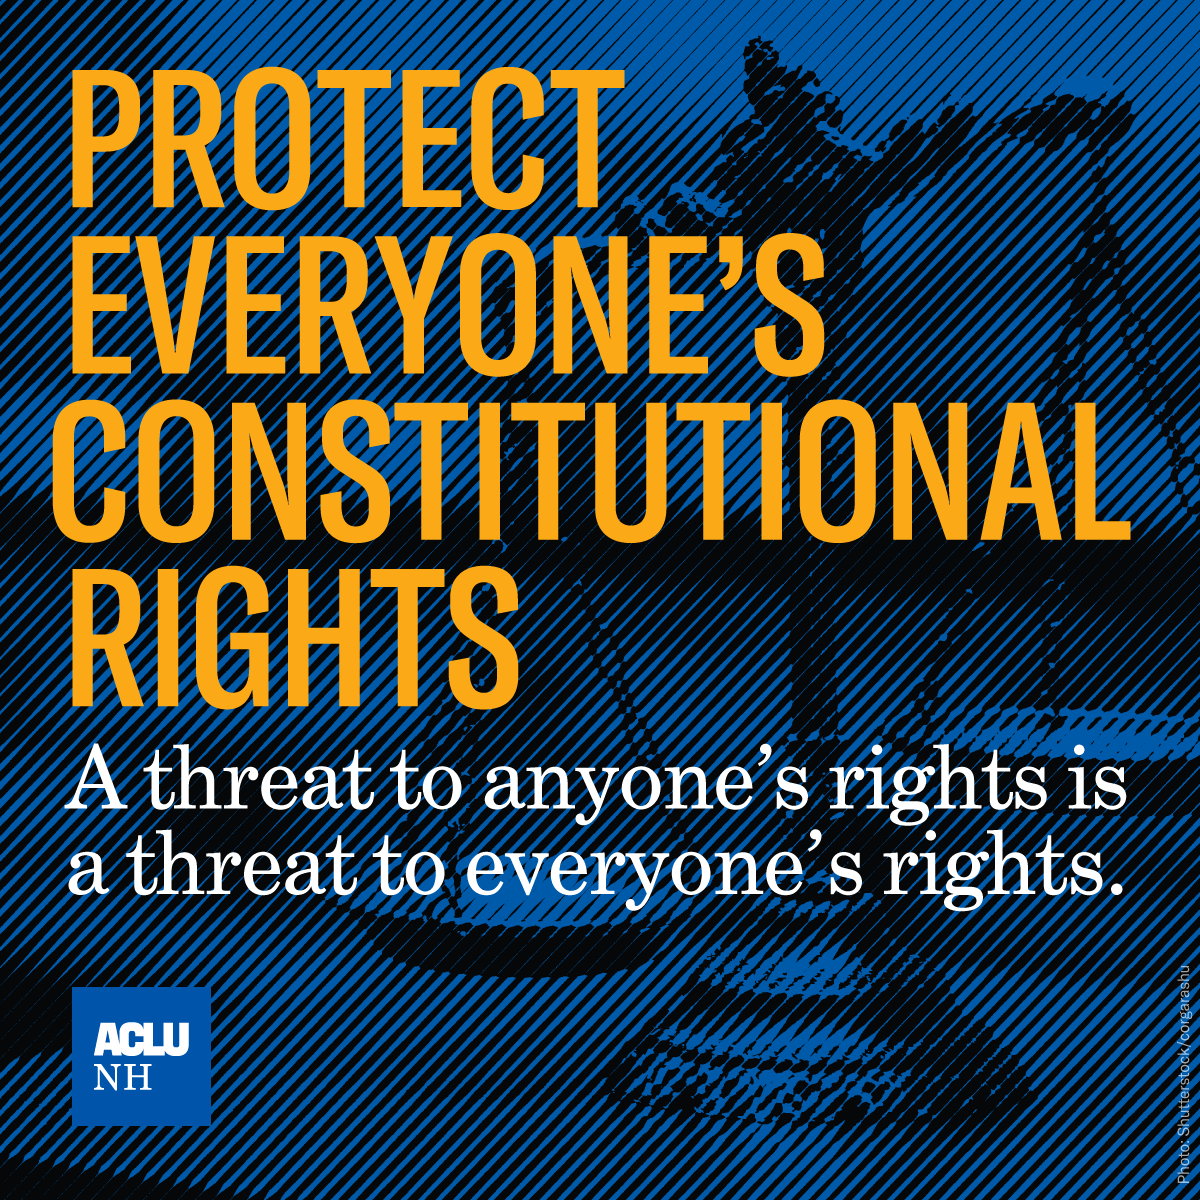 PROTECT
EVERYONE’S
CONSTITUTIONAL
RIGHTS
A threat to anyone’s rights is
a threat to everyone’s rights.
ACLU
NH
Photo: Shutterstock/corgarashu